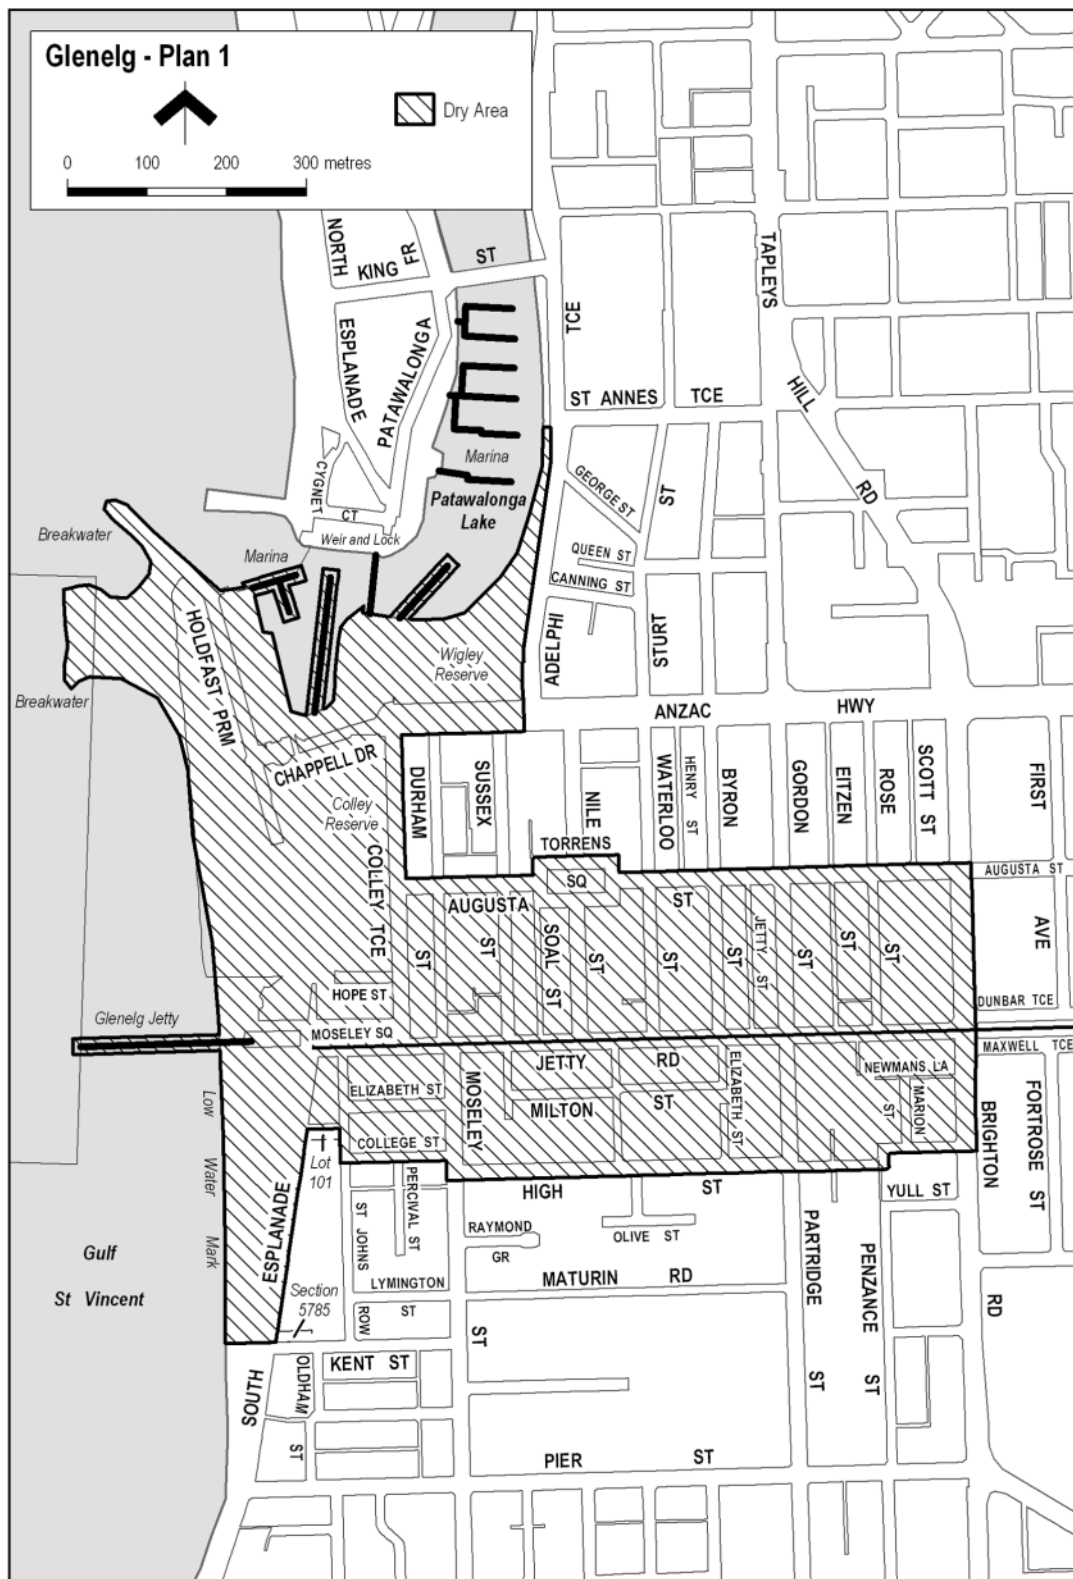 Glenelg - Plan 1
Dry Area
0 100 200 300 metres
NORTH
KING
FR
ST
TAPLEYS
TCE
ESPLANADE
PATAWALONGA
HILL
ST ANNES TCE
Marina
CYGNET
CT
Patawalonga
Lake
GEORGE ST
ST
RD
Breakwater
Weir and Lock
Marina
QUEEN ST
CANNING ST
HOLDFAST PRM
Wigley
Reserve
ADELPHI
STURT
Breakwater
ANZAC HWY
CHAPPELL DR
DURHAM
SUSSEX
NILE
WATERLOO
HENRY ST
BYRON
GORDON
EITZEN
ROSE
SCOTT ST
FIRST
Colley
Reserve
COLLEY TCE
TORRENS
SQ
AUGUSTA ST
AUGUSTA ST
ST
ST
SOAL ST
ST
ST
ST
JETTY ST
ST
ST
ST
AVE
HOPE ST
DUNBAR TCE
Glenelg Jetty
MOSELEY SQ
JETTY RD
MAXWELL TCE
ELIZABETH ST
MOSELEY
ELIZABETH ST
NEWMANS LA
MILTON ST
ST
MARION
BRIGHTON
FORTROSE ST
Low
Water
Mark
COLLEGE ST
Lot
101
HIGH ST
YULL ST
ESPLANADE
ST JOHNS
PERCIVAL ST
RAYMOND
GR
OLIVE ST
PARTRIDGE
PENZANCE
Gulf
St Vincent
LYMINGTON
ST
MATURIN RD
Section
5785
ROW
RD
ST
KENT ST
ST
ST
SOUTH
OLDHAM
ST
PIER ST